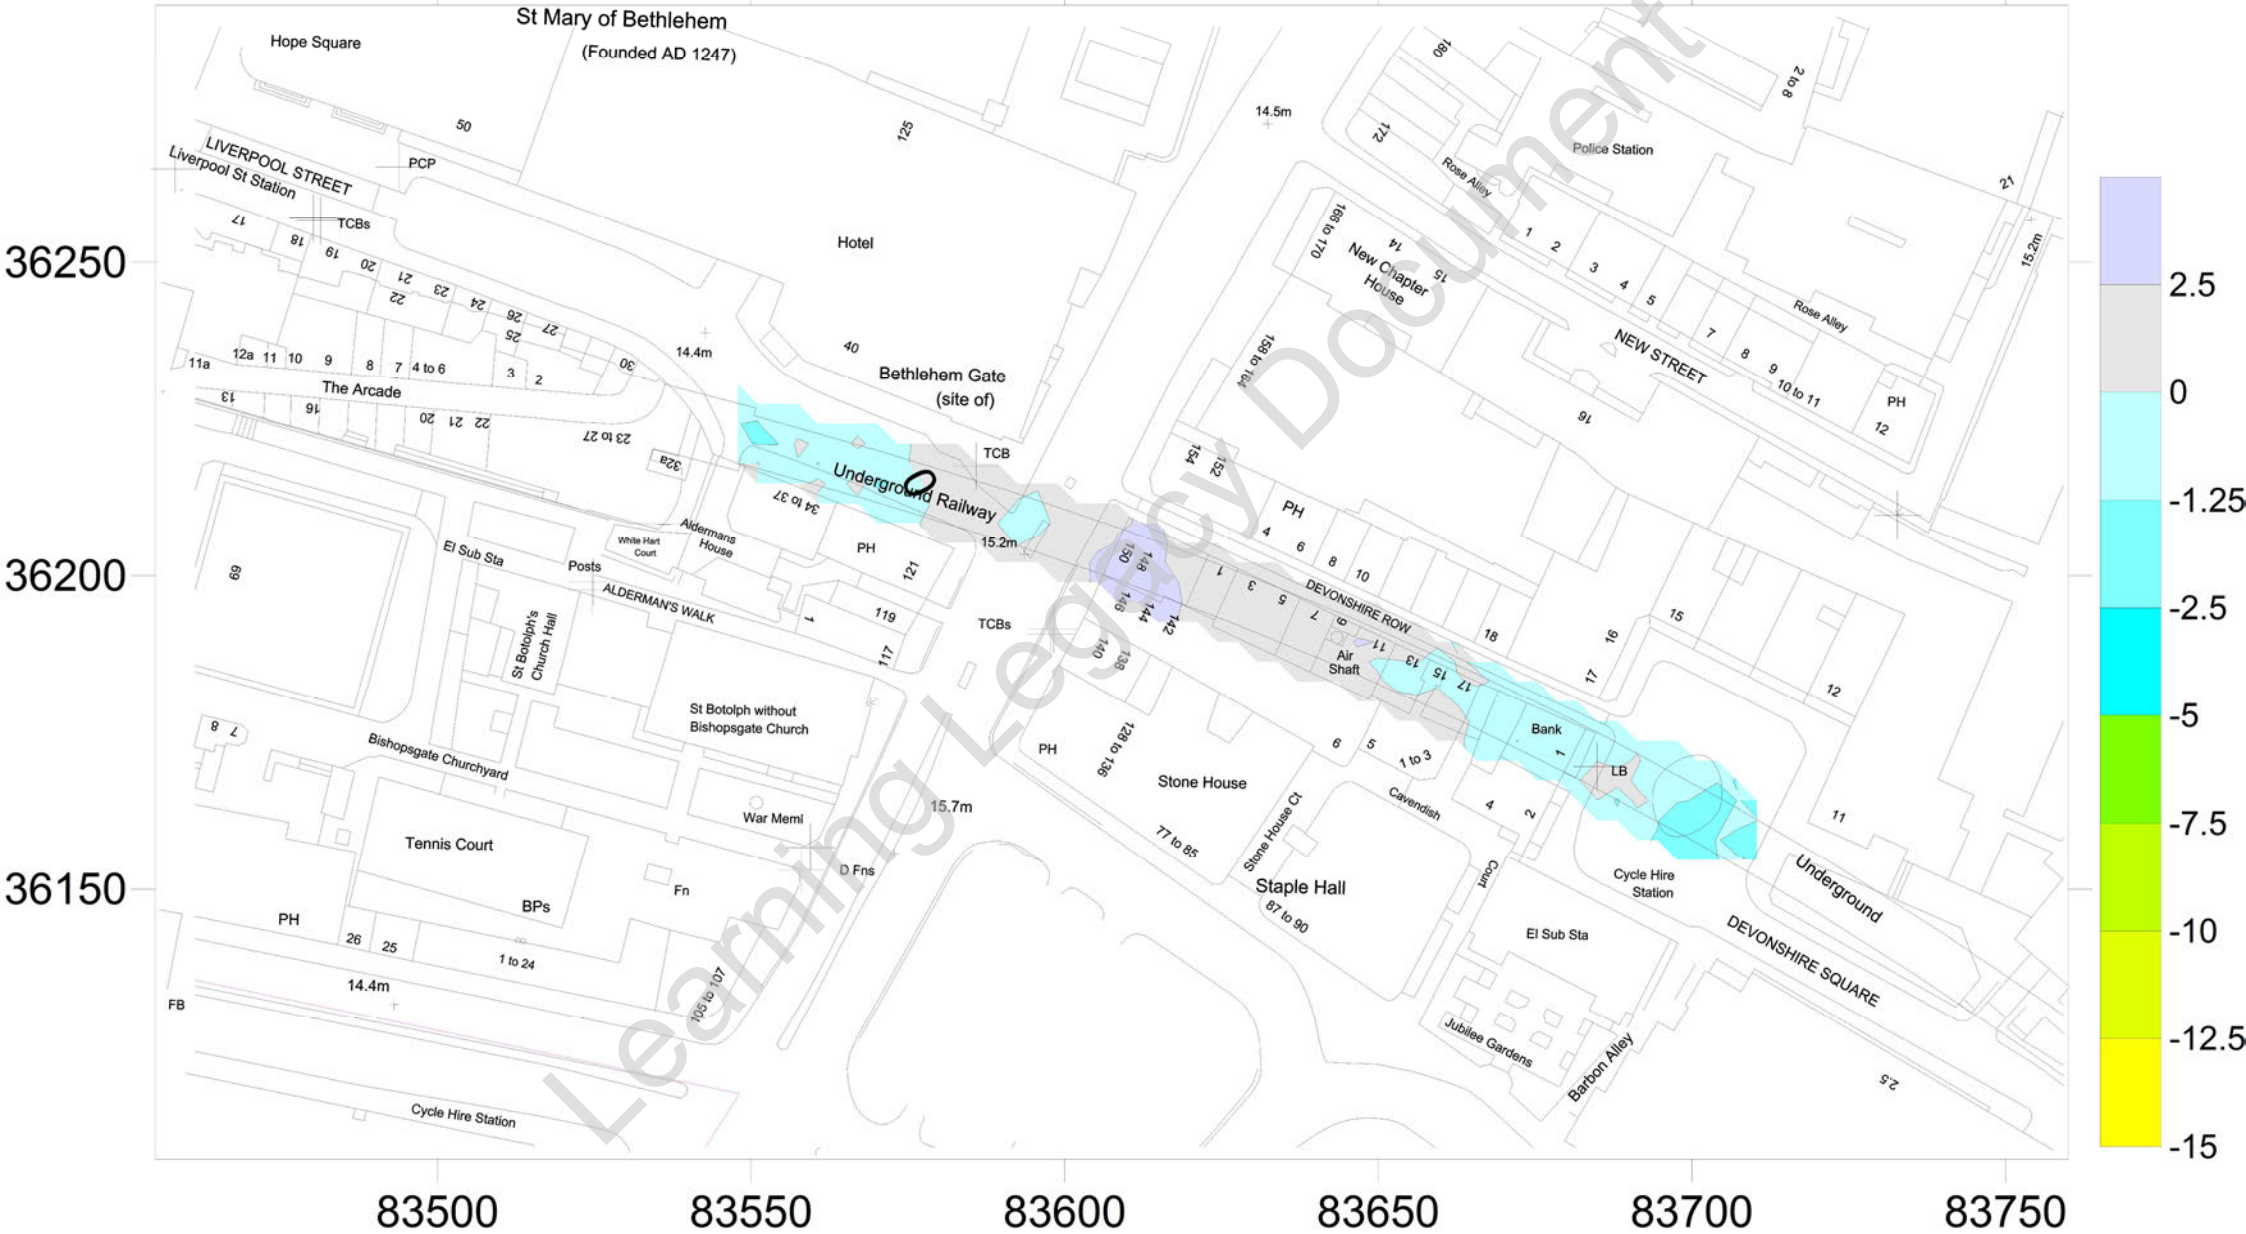 St Mary of Bethlehem
(Founded AD 1247)
Hope Square
50
125
14.5m
180
172
2 to 8
Police Station
Rose Alley
21
15.2m
LIVERPOOL STREET
Liverpool St Station
PCP
TCBs
17
18
19
20
21
22
23
24
25
26
27
30
Hotel
166 to 170
14
New Chapter
House
15
1
2
3
4
5
7
8
9
10 to 11
Rose Alley
NEW STREET
PH
12
16
36250
11a
12a
11
10
9
8
7
4 to 6
3
2
The Arcade
13
16
20
21
22
23 to 27
32a
14.4m
40
Bethlehem Gate
(site of)
TCB
158 to 164
154
152
Underground Railway
34 to 37
15.2m
PH
121
119
117
1
Aldermans
House
White Hart
Court
El Sub Sta
Posts
ALDERMAN'S WALK
69
St Botolph's
Church Hall
36200
TCBs
150
148
146
144
142
140
138
PH
4
6
8
10
1
3
5
7
9
11
13
15
17
DEVONSHIRE ROW
Air
Shaft
18
17
16
15
12
11
Bank
1
LB
St Botolph without
Bishopsgate Church
8
7
Bishopsgate Churchyard
War Meml
Tennis Court
D Fns
Fn
BPs
PH
26
25
1 to 24
15.7m
PH
128 to 136
Stone House
77 to 85
Stone House Ct
Staple Hall
87 to 90
6
5
1 to 3
Cavendish
Court
4
2
Cycle Hire
Station
Underground
DEVONSHIRE SQUARE
El Sub Sta
Jubilee Gardens
Barbon Alley
2.5
36150
14.4m
FB
105 to 107
Cycle Hire Station
Learning Legacy Document
2.5
0
-1.25
-2.5
-5
-7.5
-10
-12.5
-15
83500
83550
83600
83650
83700
83750